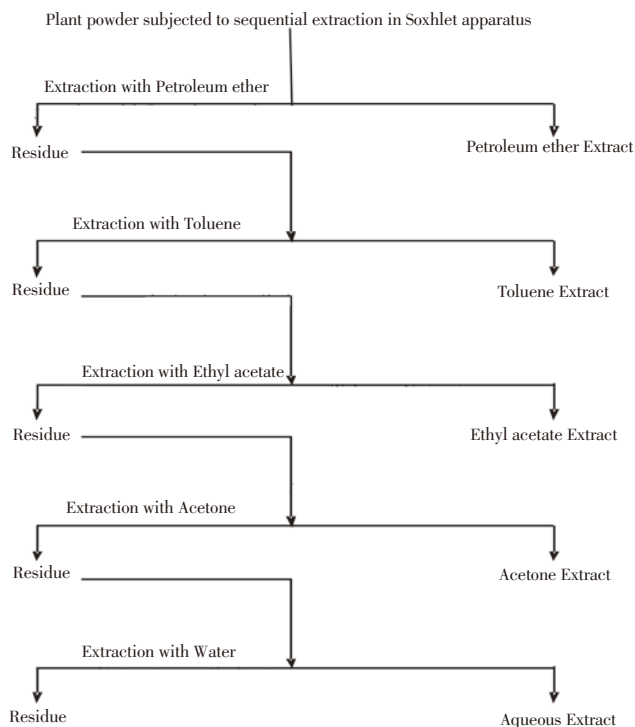 Plant powder subjected to sequential extraction in Soxhlet apparatus
Extraction with Petroleum ether
Residue
Petroleum ether Extract
Extraction with Toluene
Residue
Toluene Extract
Extraction with Ethyl acetate
Residue
Ethyl acetate Extract
Extraction with Acetone
Residue
Acetone Extract
Extraction with Water
Residue
Aqueous Extract